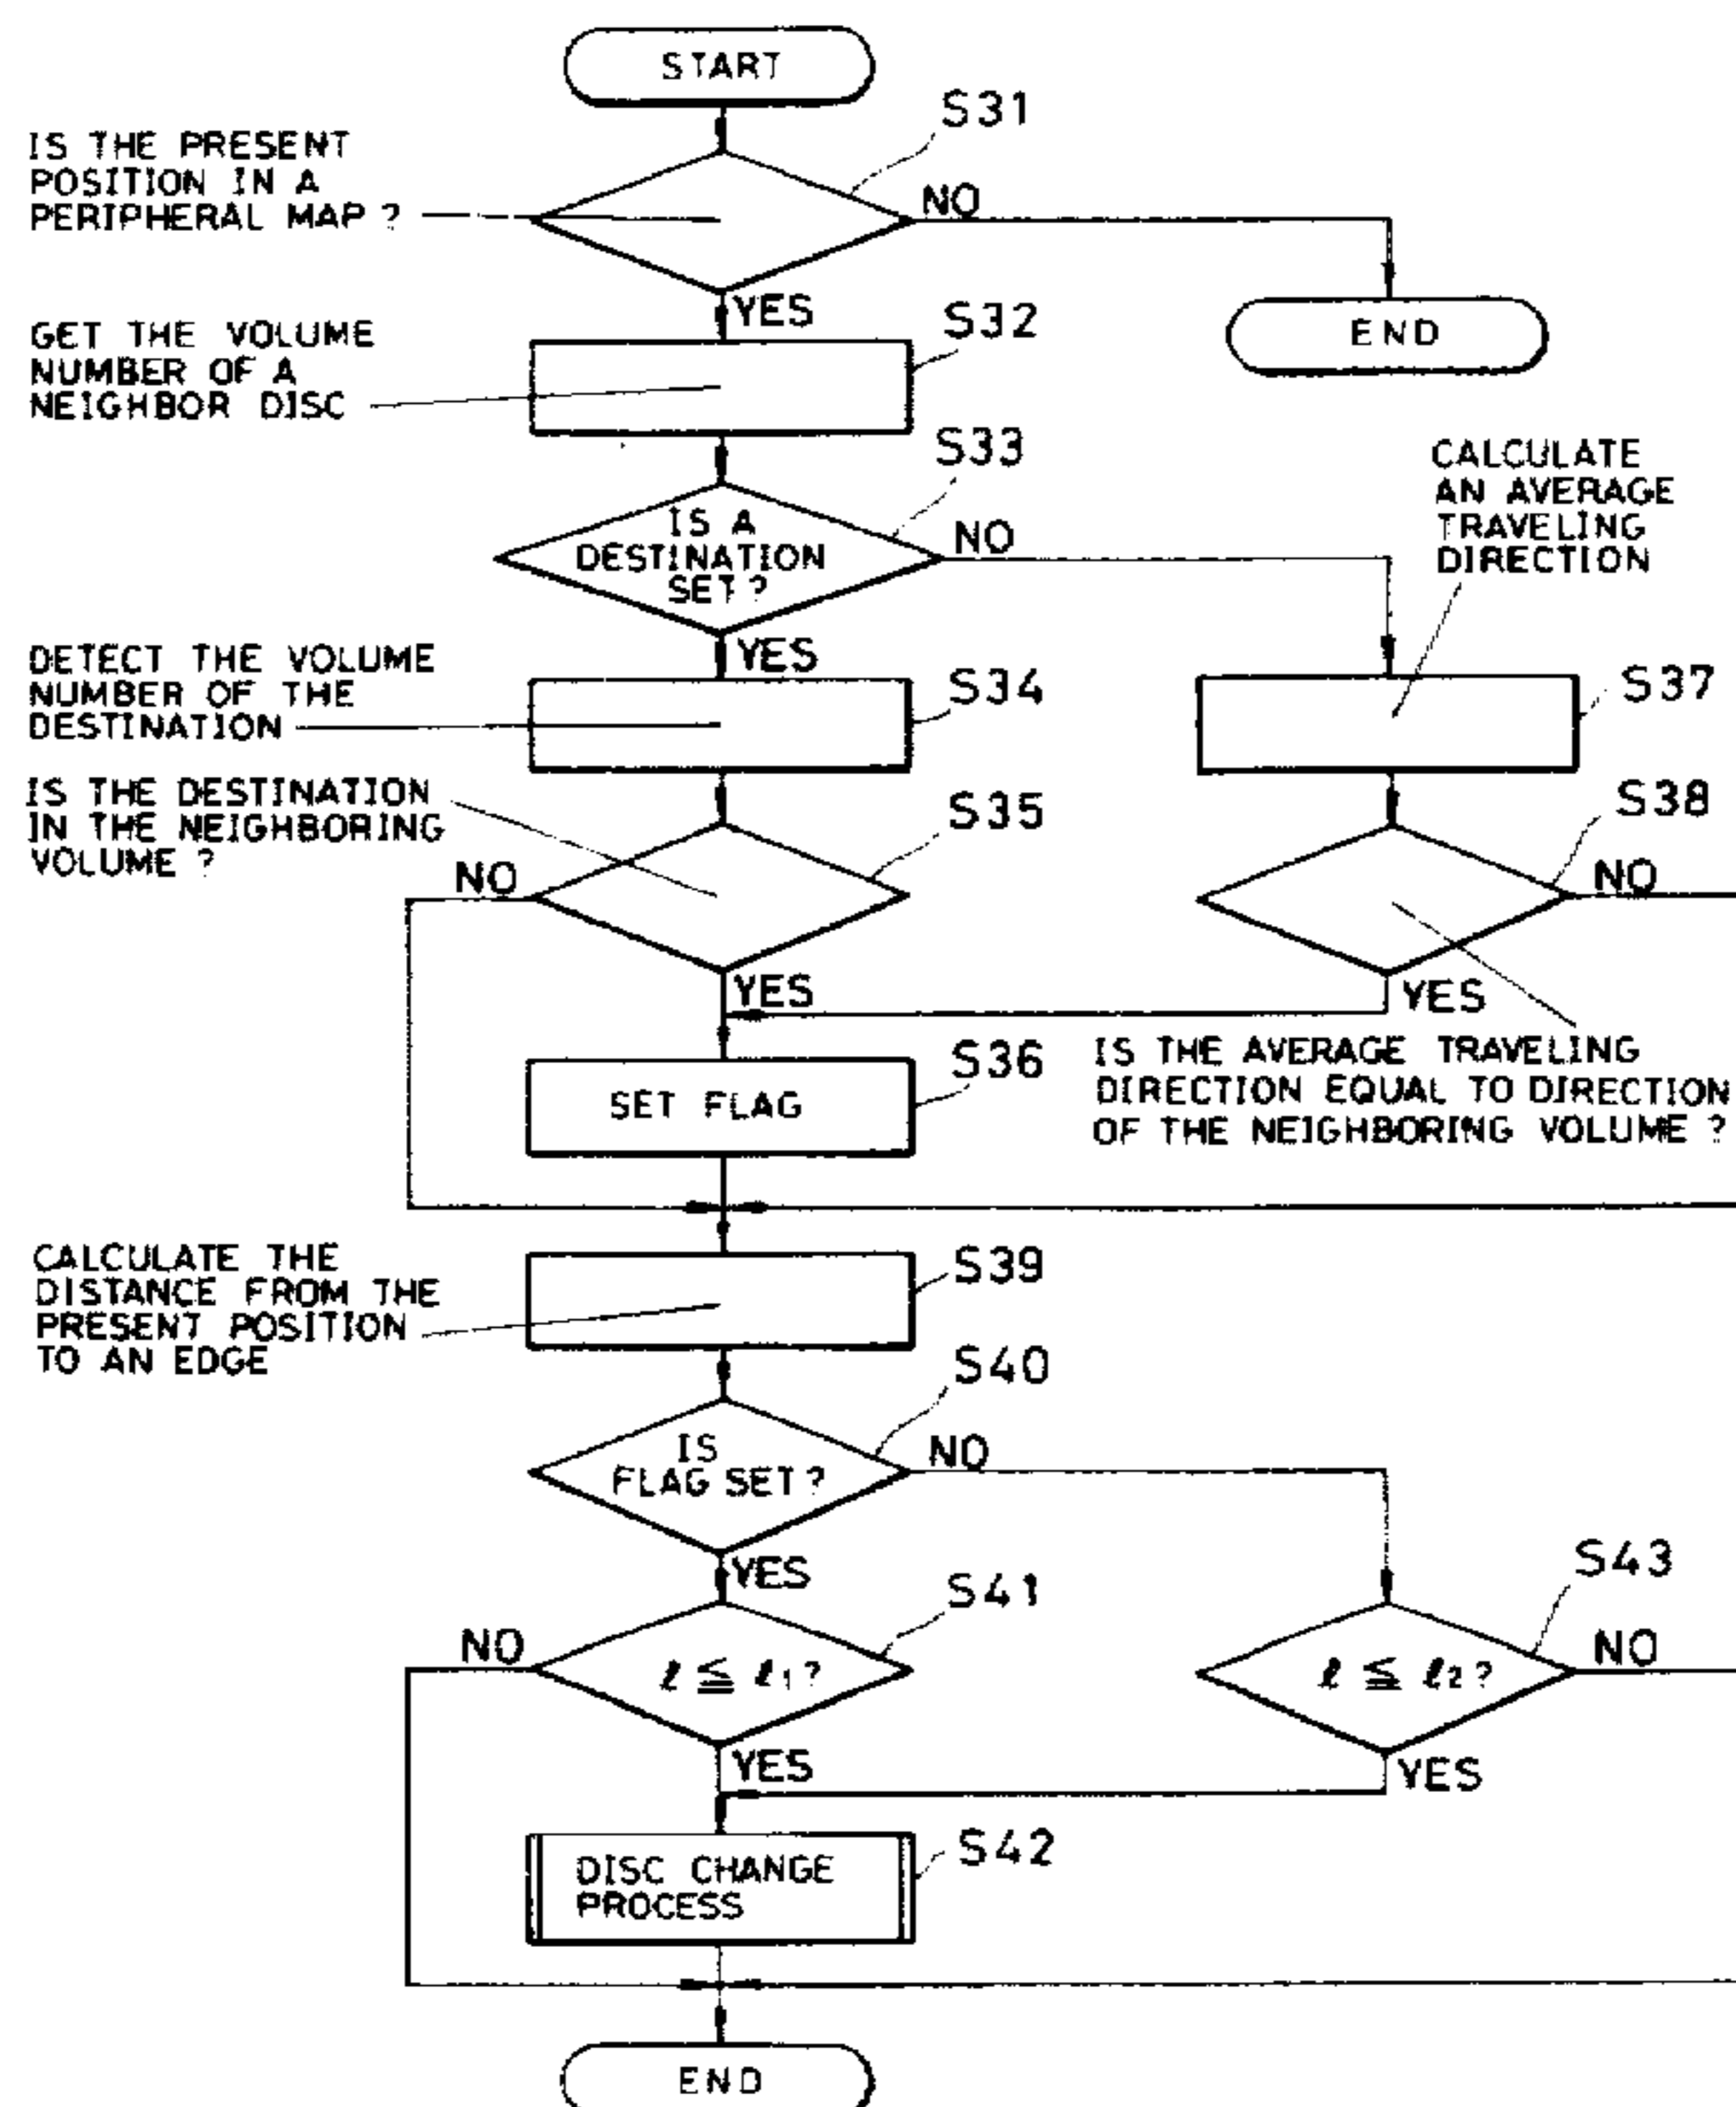 START
S31
IS THE PRESENT
POSITION IN A
PERIPHERAL MAP ?
NO
YES
END
S32
GET THE VOLUME
NUMBER OF A
NEIGHBOR DISC
S33
IS A
DESTINATION
SET?
NO
YES
CALCULATE
AN AVERAGE
TRAVELING
DIRECTION
DETECT THE VOLUME
NUMBER OF THE
DESTINATION
S34
S37
IS THE DESTINATION
IN THE NEIGHBORING
VOLUME ?
S35
NO
YES
S38
NO
YES
IS THE AVERAGE TRAVELING
DIRECTION EQUAL TO DIRECTION
OF THE NEIGHBORING VOLUME ?
S36
SET FLAG
CALCULATE THE
DISTANCE FROM THE
PRESENT POSITION
TO AN EDGE
S39
S40
IS
FLAG SET?
NO
YES
S41
NO
ℓ ≦ ℓ1?
YES
S43
NO
ℓ ≦ ℓ2?
YES
S42
DISC CHANGE
PROCESS
END